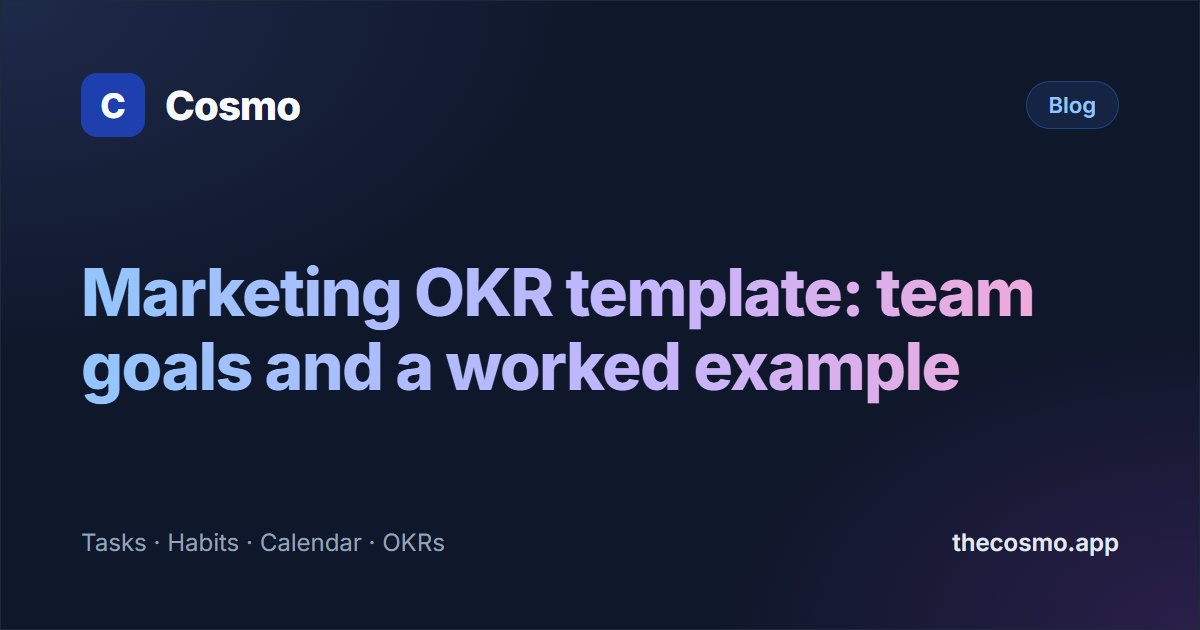 C Cosmo
Blog
Marketing OKR template: team
goals and a worked example
Tasks · Habits · Calendar · OKRs
thecosmo.app